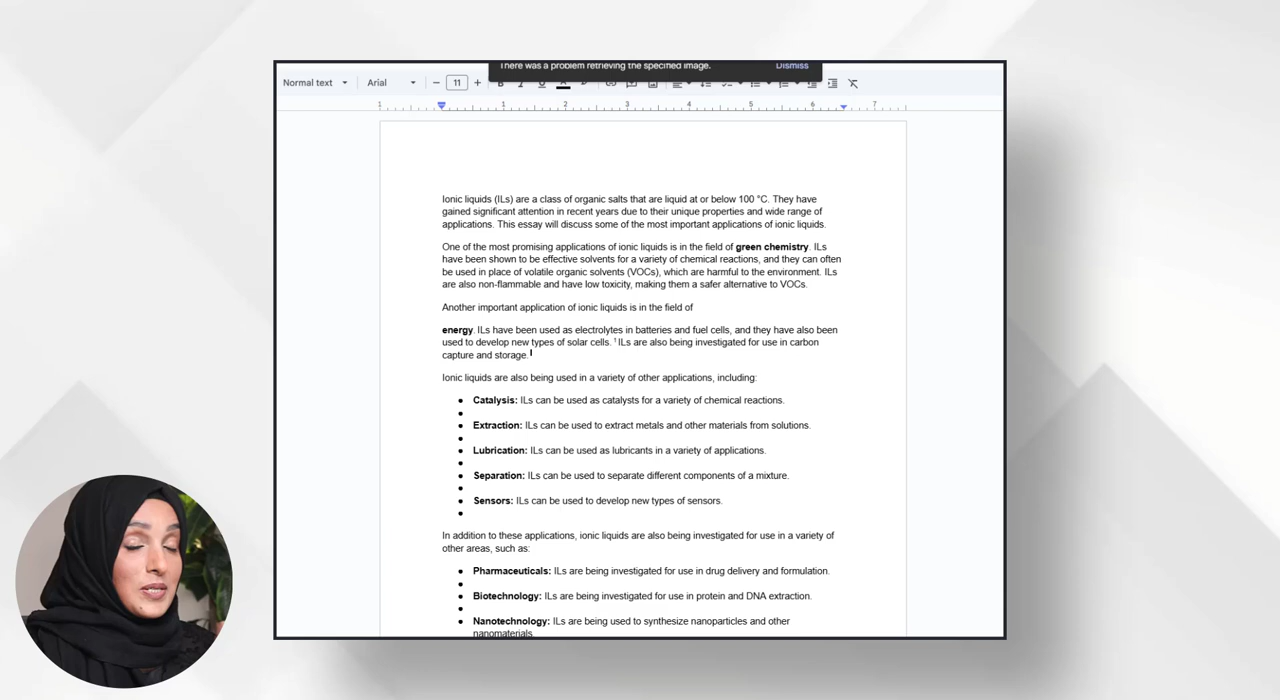 There was a problem retrieving the specified image. Dismiss
Normal text Arial 11
1 1 2 3 4 5 6 7
Ionic liquids (ILs) are a class of organic salts that are liquid at or below 100 °C. They have
gained significant attention in recent years due to their unique properties and wide range of
applications. This essay will discuss some of the most important applications of ionic liquids.
One of the most promising applications of ionic liquids is in the field of green chemistry. ILs
have been shown to be effective solvents for a variety of chemical reactions, and they can often
be used in place of volatile organic solvents (VOCs), which are harmful to the environment. ILs
are also non-flammable and have low toxicity, making them a safer alternative to VOCs.
Another important application of ionic liquids is in the field of
energy. ILs have been used as electrolytes in batteries and fuel cells, and they have also been
used to develop new types of solar cells. ILs are also being investigated for use in carbon
capture and storage.
Ionic liquids are also being used in a variety of other applications, including:
● Catalysis: ILs can be used as catalysts for a variety of chemical reactions.
●
● Extraction: ILs can be used to extract metals and other materials from solutions.
●
● Lubrication: ILs can be used as lubricants in a variety of applications.
●
● Separation: ILs can be used to separate different components of a mixture.
●
● Sensors: ILs can be used to develop new types of sensors.
●
In addition to these applications, ionic liquids are also being investigated for use in a variety of
other areas, such as:
● Pharmaceuticals: ILs are being investigated for use in drug delivery and formulation.
●
● Biotechnology: ILs are being investigated for use in protein and DNA extraction.
●
● Nanotechnology: ILs are being used to synthesize nanoparticles and other
nanomaterials.